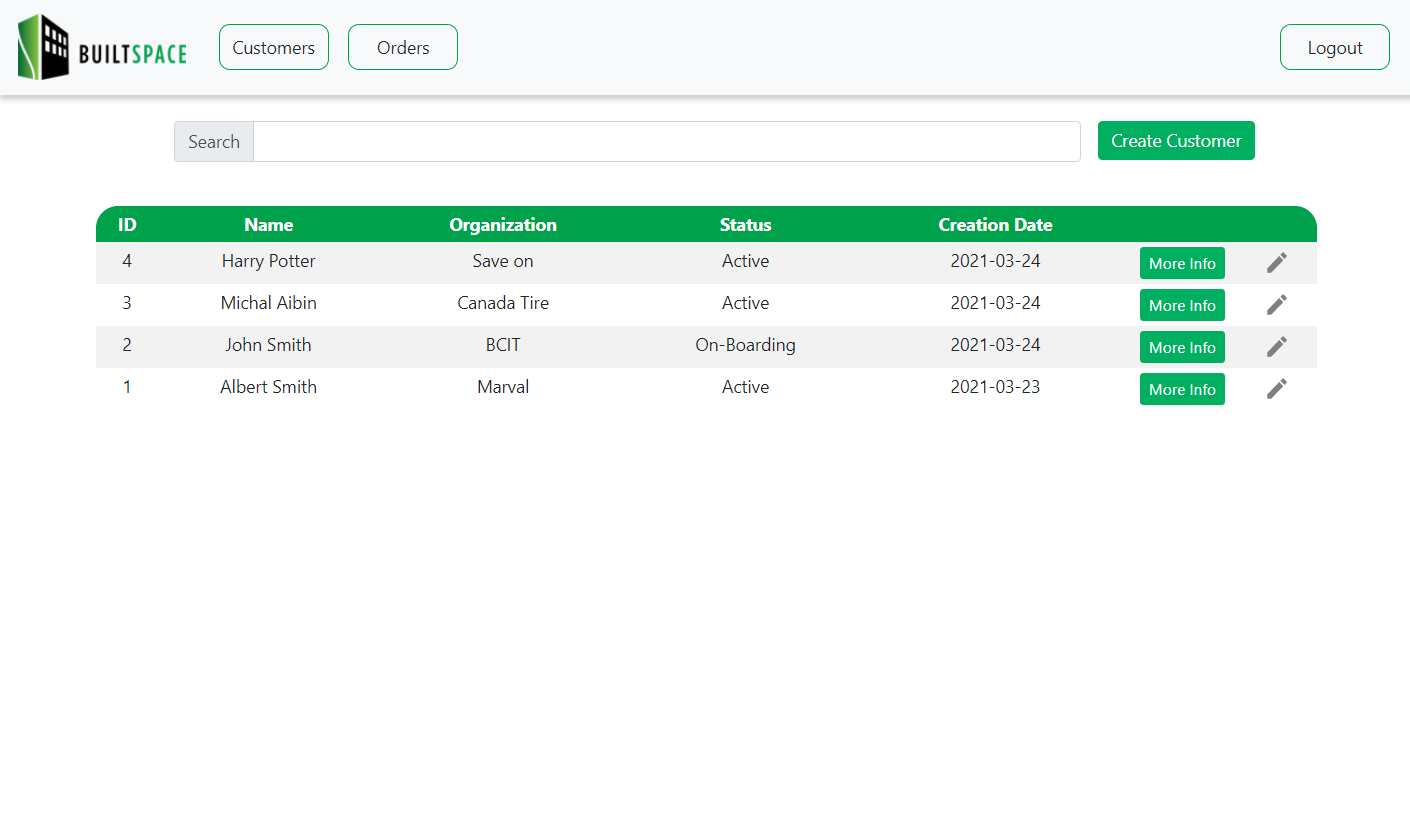 BUILTSPACE Customers Orders Logout
Search Create Customer
ID Name Organization Status Creation Date
4 Harry Potter Save on Active 2021-03-24 More Info
3 Michal Aibin Canada Tire Active 2021-03-24 More Info
2 John Smith BCIT On-Boarding 2021-03-24 More Info
1 Albert Smith Marval Active 2021-03-23 More Info